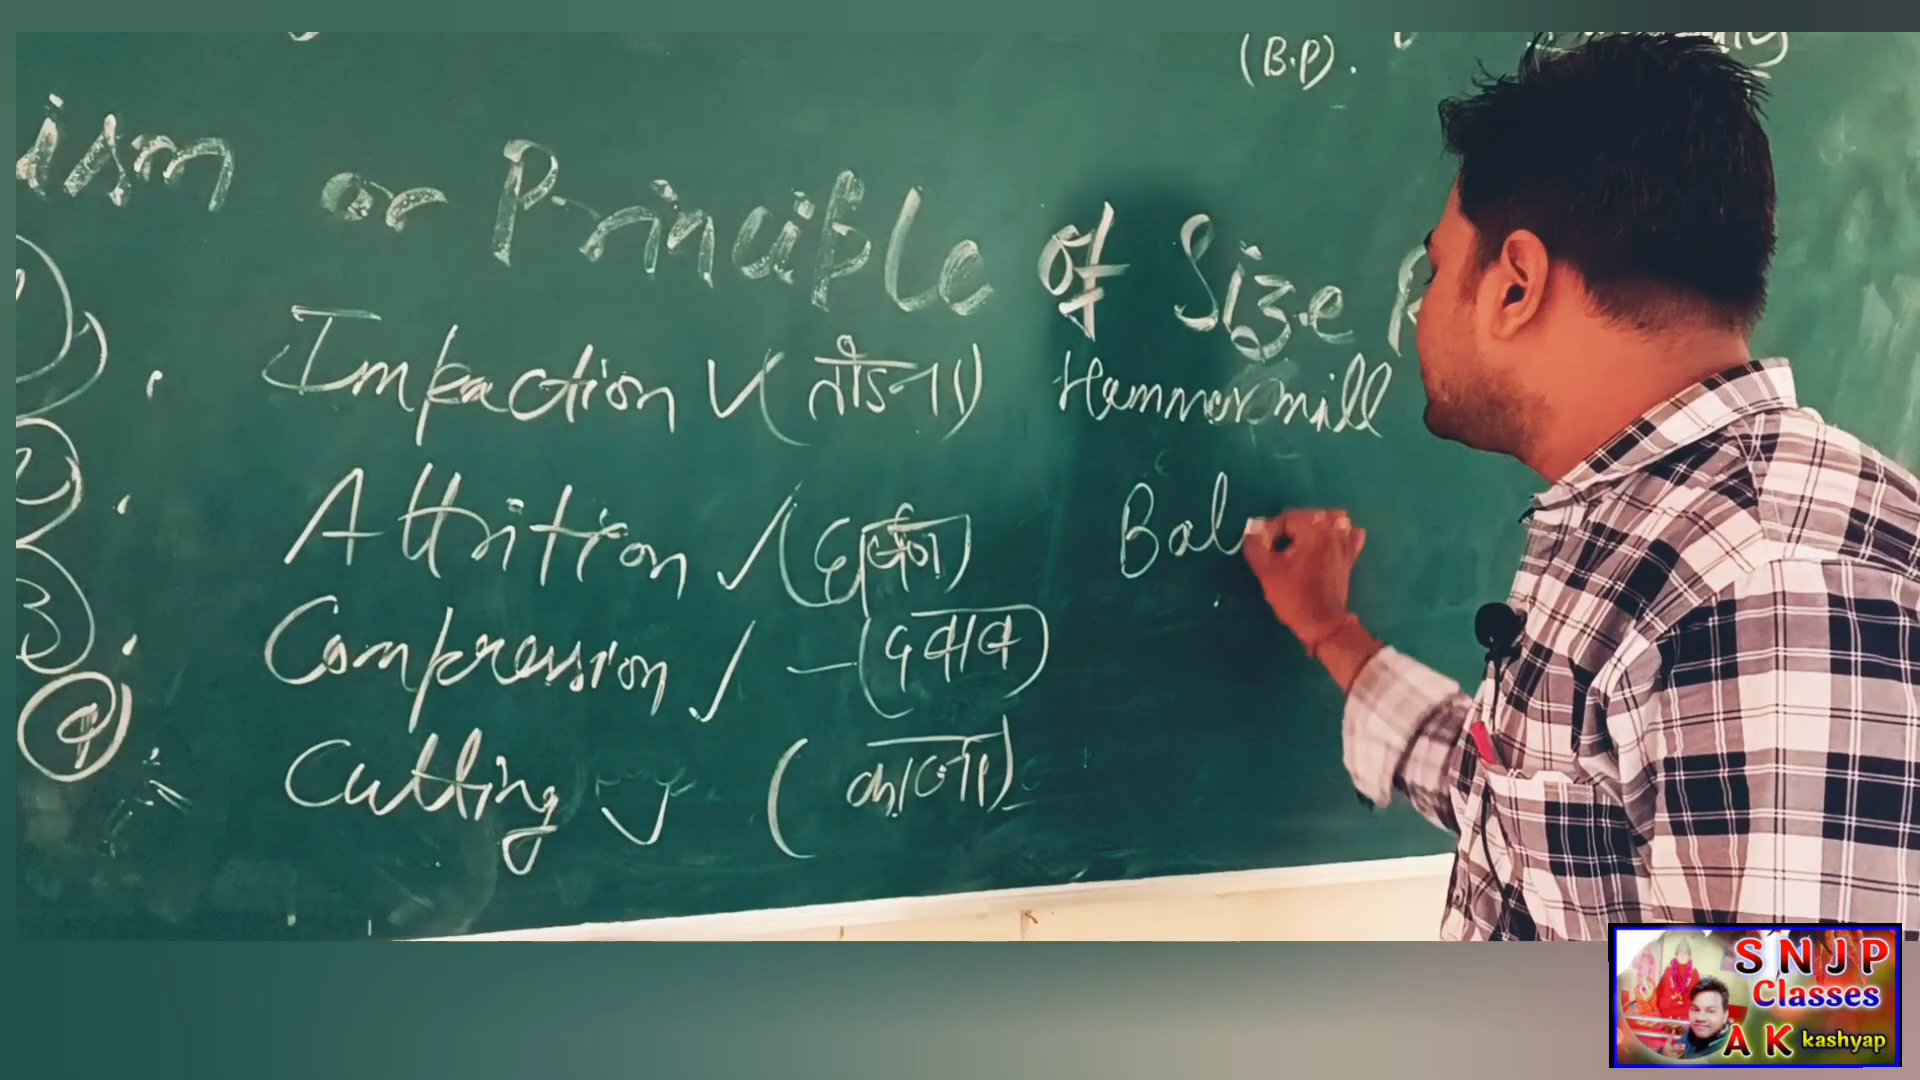 (B.P).
ism or Principle of Size R
1 . Impaction (तोडना) Hammer mill
2 . Attrition (घर्षण) Bal
3 . Compression - (दबाव)
4 . Cutting (काटना)
S N J P
Classes
A K kashyap